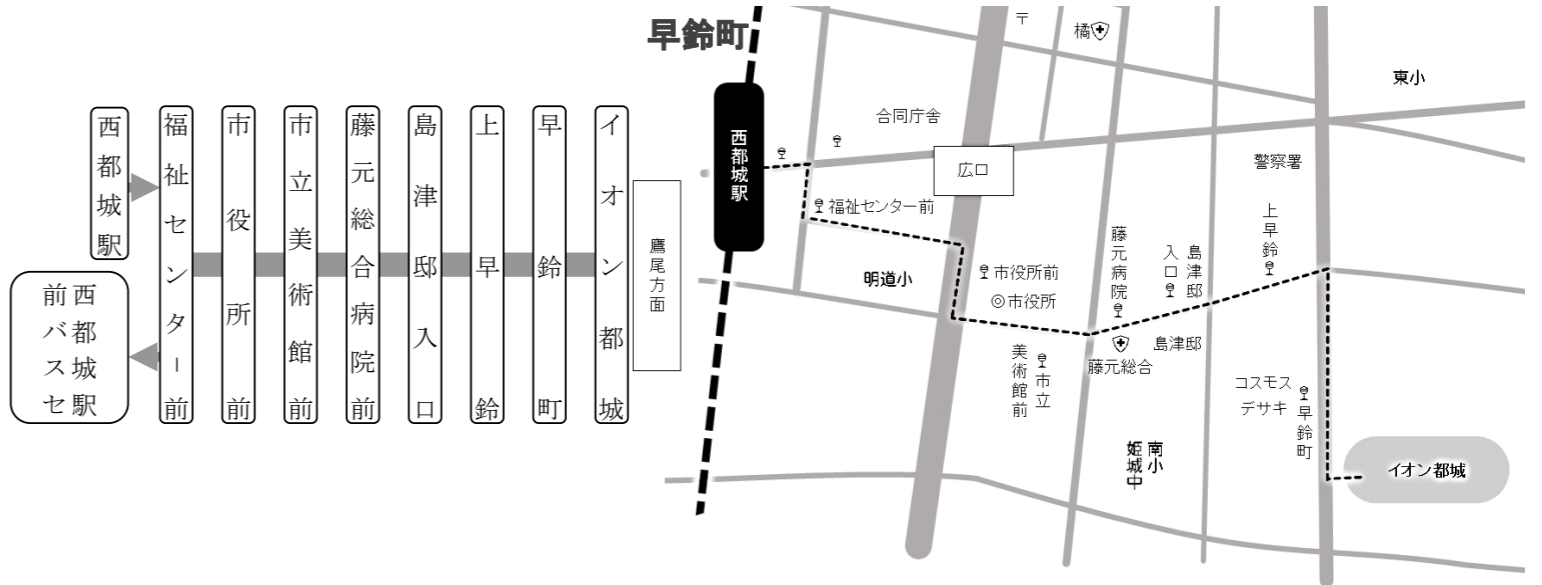 早鈴町
西都城駅
西都城駅
前バスセ
福祉センター前
市役所前
市立美術館前
藤元総合病院前
島津邸入口
上早鈴
早鈴町
イオン都城
鷹尾方面
〒
橘
東小
合同庁舎
西都城駅
広口
警察署
福祉センター前
上早鈴
藤元病院
島津邸
入口
明道小
市役所前
◎市役所
島津邸
藤元総合
市立
美術館前
コスモス
デサキ
早鈴町
南小
姫城中
イオン都城